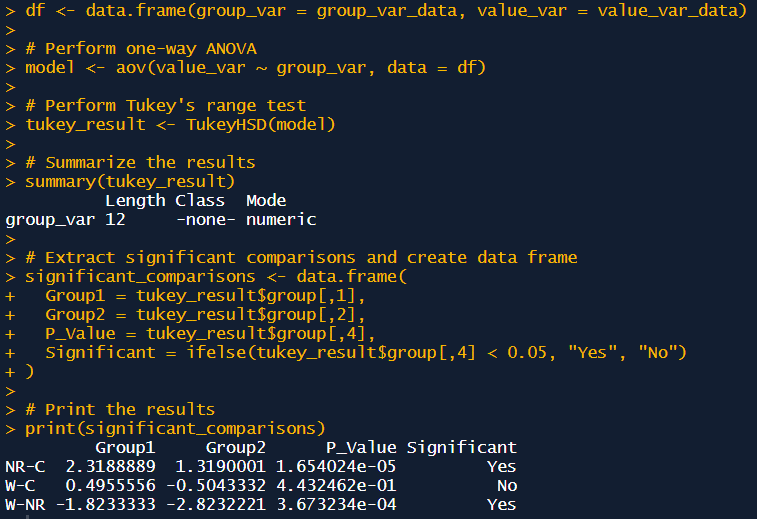 > df <- data.frame(group_var = group_var_data, value_var = value_var_data)
>
> # Perform one-way ANOVA
> model <- aov(value_var ~ group_var, data = df)
>
> # Perform Tukey's range test
> tukey_result <- TukeyHSD(model)
>
> # Summarize the results
> summary(tukey_result)
          Length Class  Mode
group_var 12     -none- numeric
>
> # Extract significant comparisons and create data frame
> significant_comparisons <- data.frame(
+   Group1 = tukey_result$group[,1],
+   Group2 = tukey_result$group[,2],
+   P_Value = tukey_result$group[,4],
+   Significant = ifelse(tukey_result$group[,4] < 0.05, "Yes", "No")
+ )
>
> # Print the results
> print(significant_comparisons)
         Group1     Group2      P_Value Significant
NR-C  2.3188889  1.3190001 1.654024e-05         Yes
W-C   0.4955556 -0.5043332 4.432462e-01          No
W-NR -1.8233333 -2.8232221 3.673234e-04         Yes